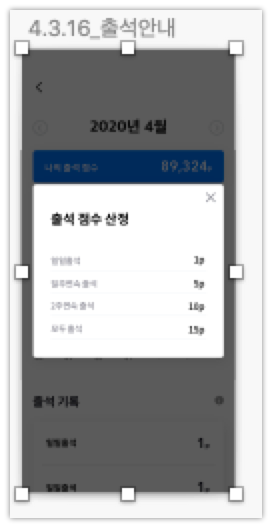 4.3.16_출석안내
2020년 4월
나의 출석점수 89,324p
출석 점수 산정
일일출석 1p
일주연속 출석 5p
2주연속 출석 10p
모두 출석 15p
출석 기록
일일출석 1p
일일출석 1p